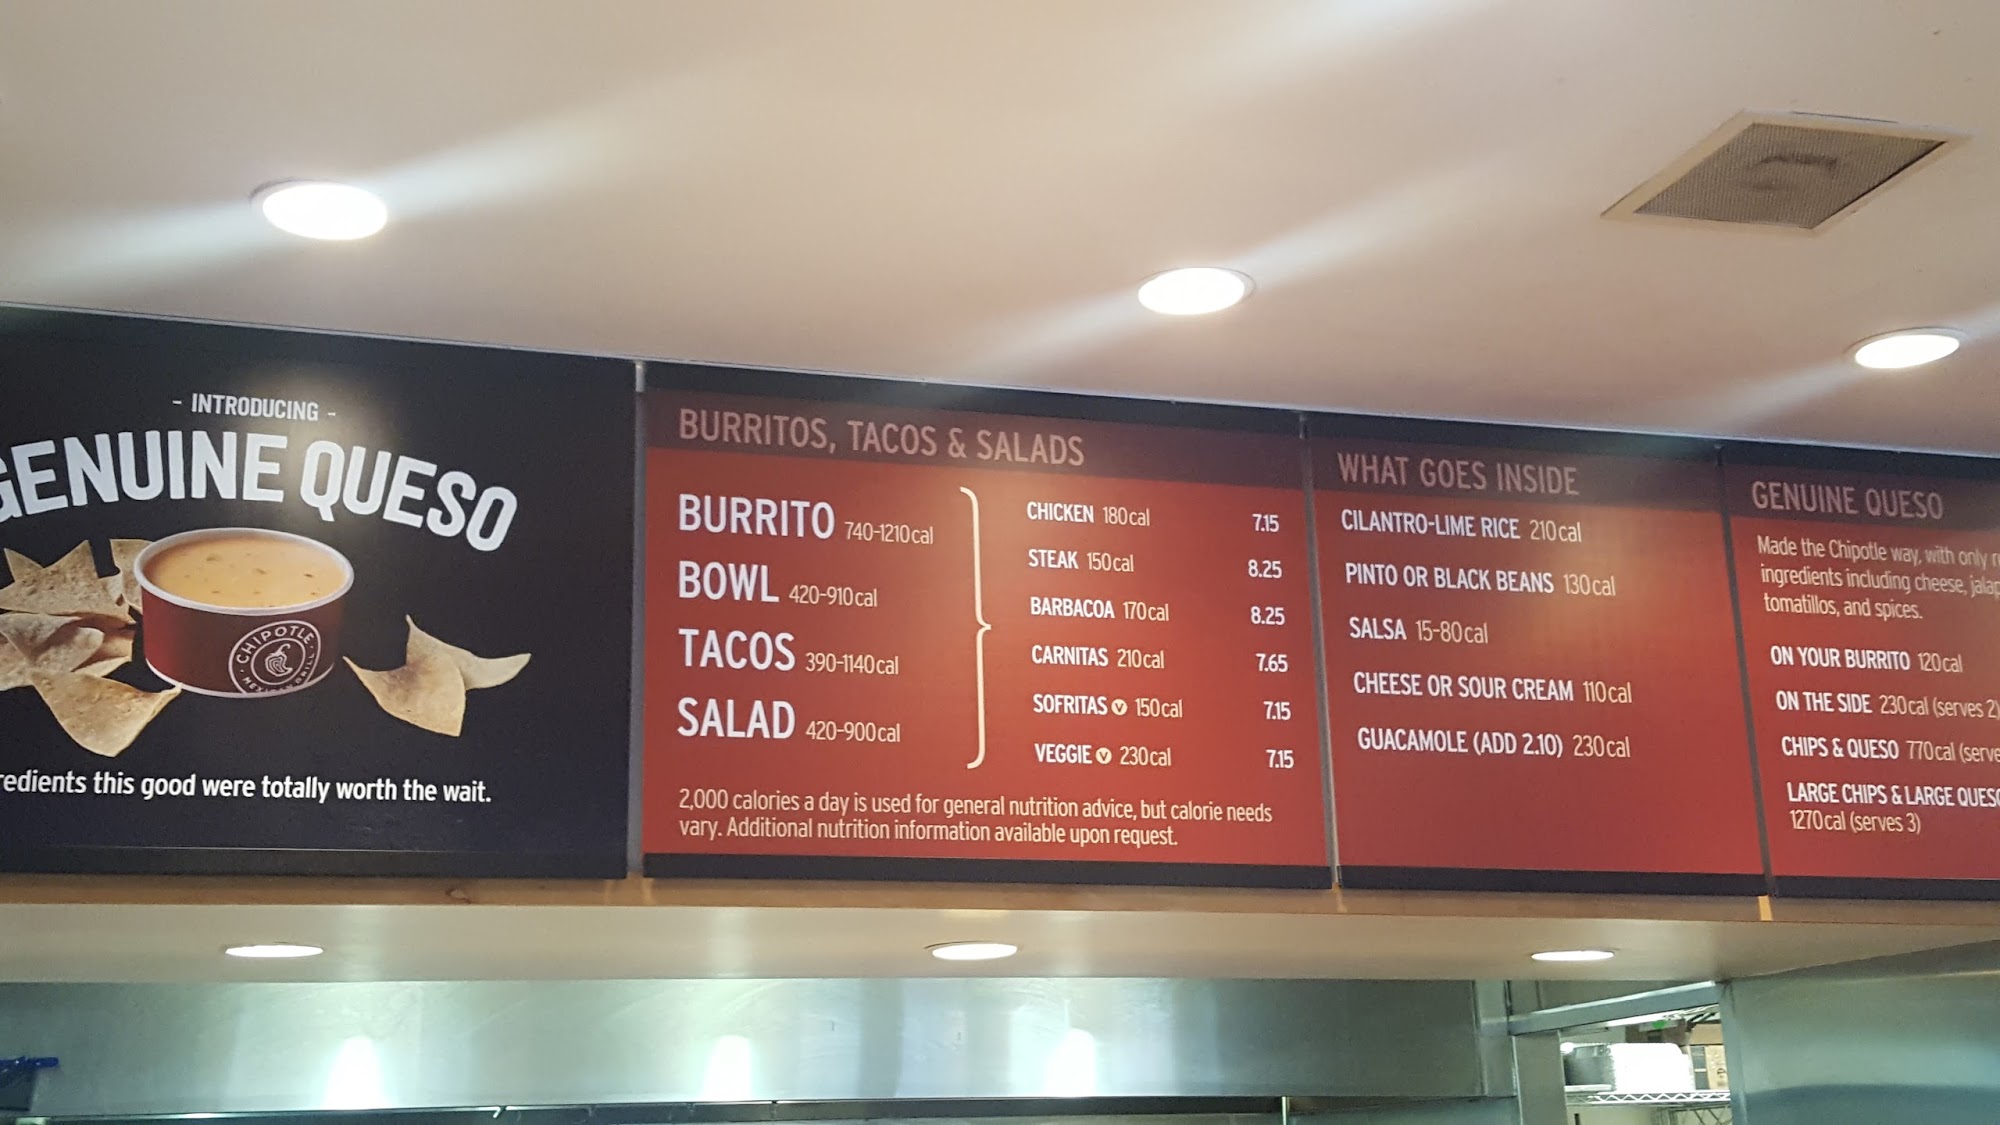 - INTRODUCING -
GENUINE QUESO
CHIPOTLE
this good were totally worth the wait.
BURRITOS, TACOS & SALADS
BURRITO 740-1210cal
BOWL 420-910cal
TACOS 390-1140cal
SALAD 420-900cal
CHICKEN 180cal 7.15
STEAK 150cal 8.25
BARBACOA 170cal 8.25
CARNITAS 210cal 7.65
SOFRITAS V 150cal 7.15
VEGGIE V 230cal 7.15
2,000 calories a day is used for general nutrition advice, but calorie needs
vary. Additional nutrition information available upon request.
WHAT GOES INSIDE
CILANTRO-LIME RICE 210cal
PINTO OR BLACK BEANS 130cal
SALSA 15-80cal
CHEESE OR SOUR CREAM 110cal
GUACAMOLE (ADD 2.10) 230cal
GENUINE QUESO
Made the Chipotle way, with only
ingredients including cheese,
tomatillos, and spices.
ON YOUR BURRITO 120cal
ON THE SIDE 230cal (serves 2)
CHIPS & QUESO 770cal
LARGE CHIPS & LARGE QUESO
1270cal (serves 3)